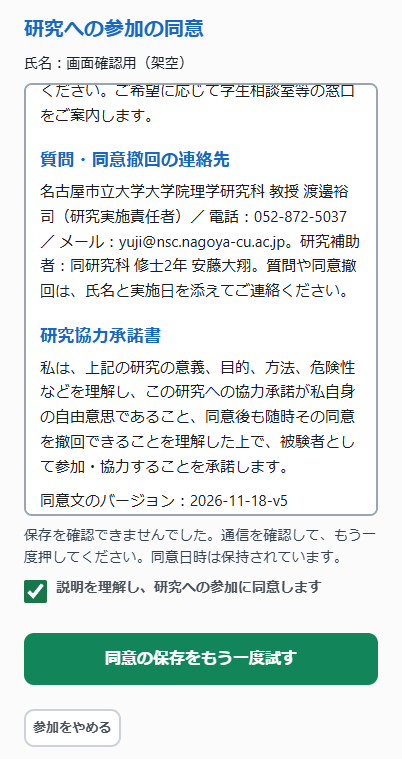 研究への参加の同意
氏名：画面確認用（架空）
ください。ご希望に応じて学生相談室等の窓口
をご案内します。
質問・同意撤回の連絡先
名古屋市立大学大学院理学研究科 教授 渡邉裕
司（研究実施責任者）／ 電話：052-872-5037
／ メール：yuji@nsc.nagoya-cu.ac.jp。研究補助
者：同研究科 修士2年 安藤大翔。質問や同意撤
回は、氏名と実施日を添えてご連絡ください。
研究協力承諾書
私は、上記の研究の意義、目的、方法、危険性
などを理解し、この研究への協力承諾が私自身
の自由意思であること、同意後も随時その同意
を撤回できることを理解した上で、被験者とし
て参加・協力することを承諾します。
同意文のバージョン：2026-11-18-v5
保存を確認できませんでした。通信を確認して、もう一
度押してください。同意日時は保持されています。
説明を理解し、研究への参加に同意します
同意の保存をもう一度試す
参加をやめる